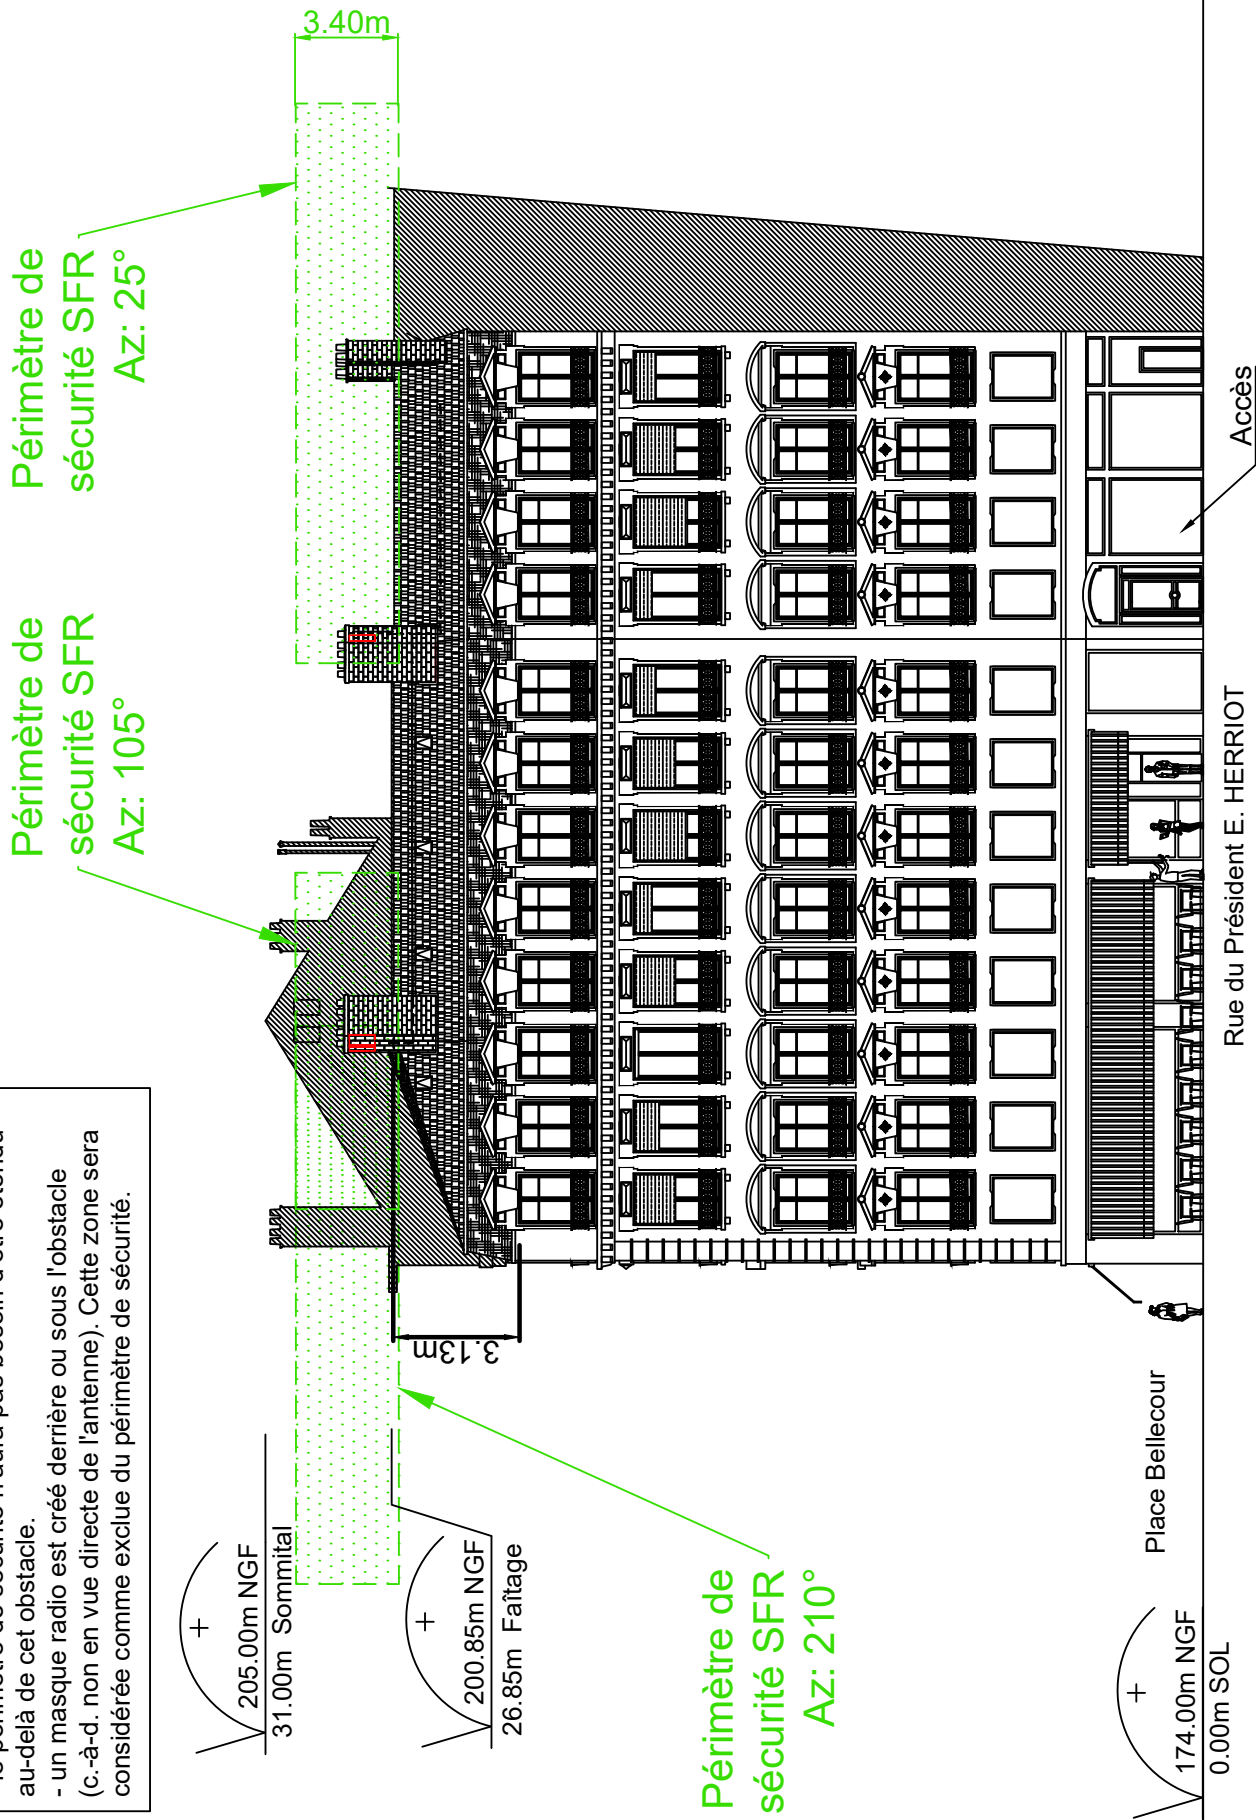 au-delà de cet obstacle.
- un masque radio est créé derrière ou sous l'obstacle
(c.-à-d. non en vue directe de l'antenne). Cette zone sera
considérée comme exclue du périmètre de sécurité.
205.00m NGF
31.00m Sommital
200.85m NGF
26.85m Faîtage
Périmètre de
sécurité SFR
Az: 210°
Périmètre de
sécurité SFR
Az: 105°
Périmètre de
sécurité SFR
Az: 25°
3.40m
3.13m
Place Bellecour
174.00m NGF
0.00m SOL
Rue du Président E. HERRIOT
Accès